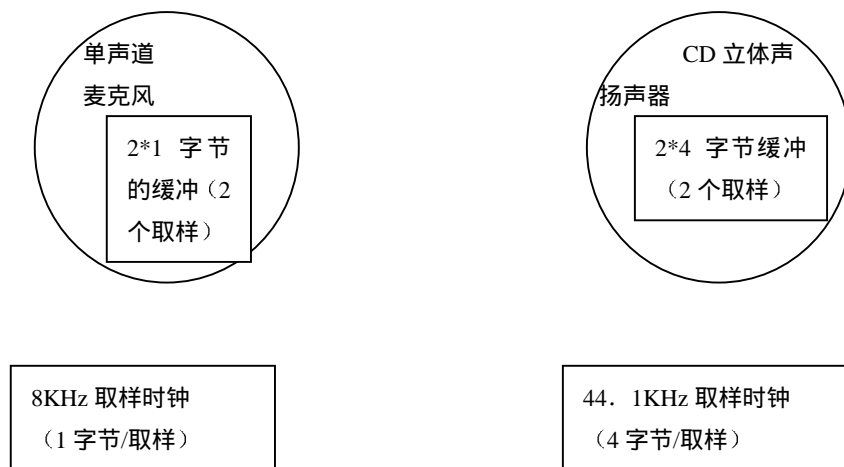 单声道
麦克风
2*1 字节
的缓冲（2
个取样）
CD 立体声
扬声器
2*4 字节缓冲
（2 个取样）
8KHz 取样时钟
（1 字节/取样）
44．1KHz 取样时钟
（4 字节/取样）